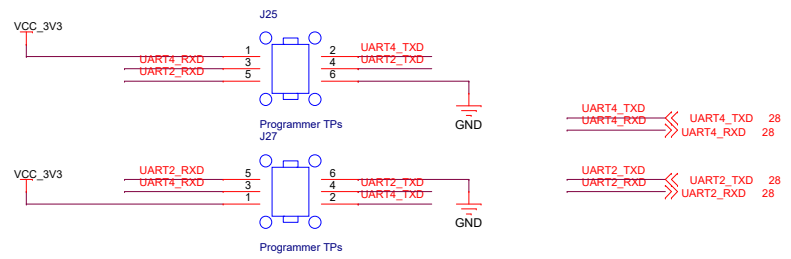 J25
VCC_3V3
1 2 UART4_TXD
UART4_RXD 3 4 UART2_TXD
UART2_RXD 5 6
GND
Programmer TPs
UART4_TXD UART4_TXD 28
UART4_RXD UART4_RXD 28
J27
VCC_3V3
UART2_RXD 5 6
UART4_RXD 3 4 UART2_TXD
1 2 UART4_TXD
GND
Programmer TPs
UART2_TXD UART2_TXD 28
UART2_RXD UART2_RXD 28